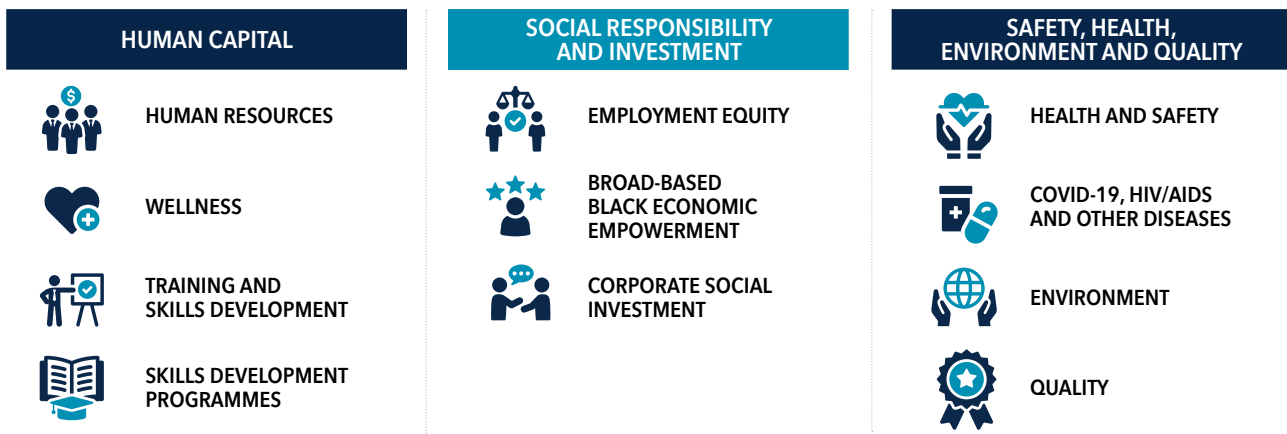 HUMAN CAPITAL
HUMAN RESOURCES
WELLNESS
TRAINING AND
SKILLS DEVELOPMENT
SKILLS DEVELOPMENT
PROGRAMMES
SOCIAL RESPONSIBILITY
AND INVESTMENT
EMPLOYMENT EQUITY
BROAD-BASED
BLACK ECONOMIC
EMPOWERMENT
CORPORATE SOCIAL
INVESTMENT
SAFETY, HEALTH,
ENVIRONMENT AND QUALITY
HEALTH AND SAFETY
COVID-19, HIV/AIDS
AND OTHER DISEASES
ENVIRONMENT
QUALITY